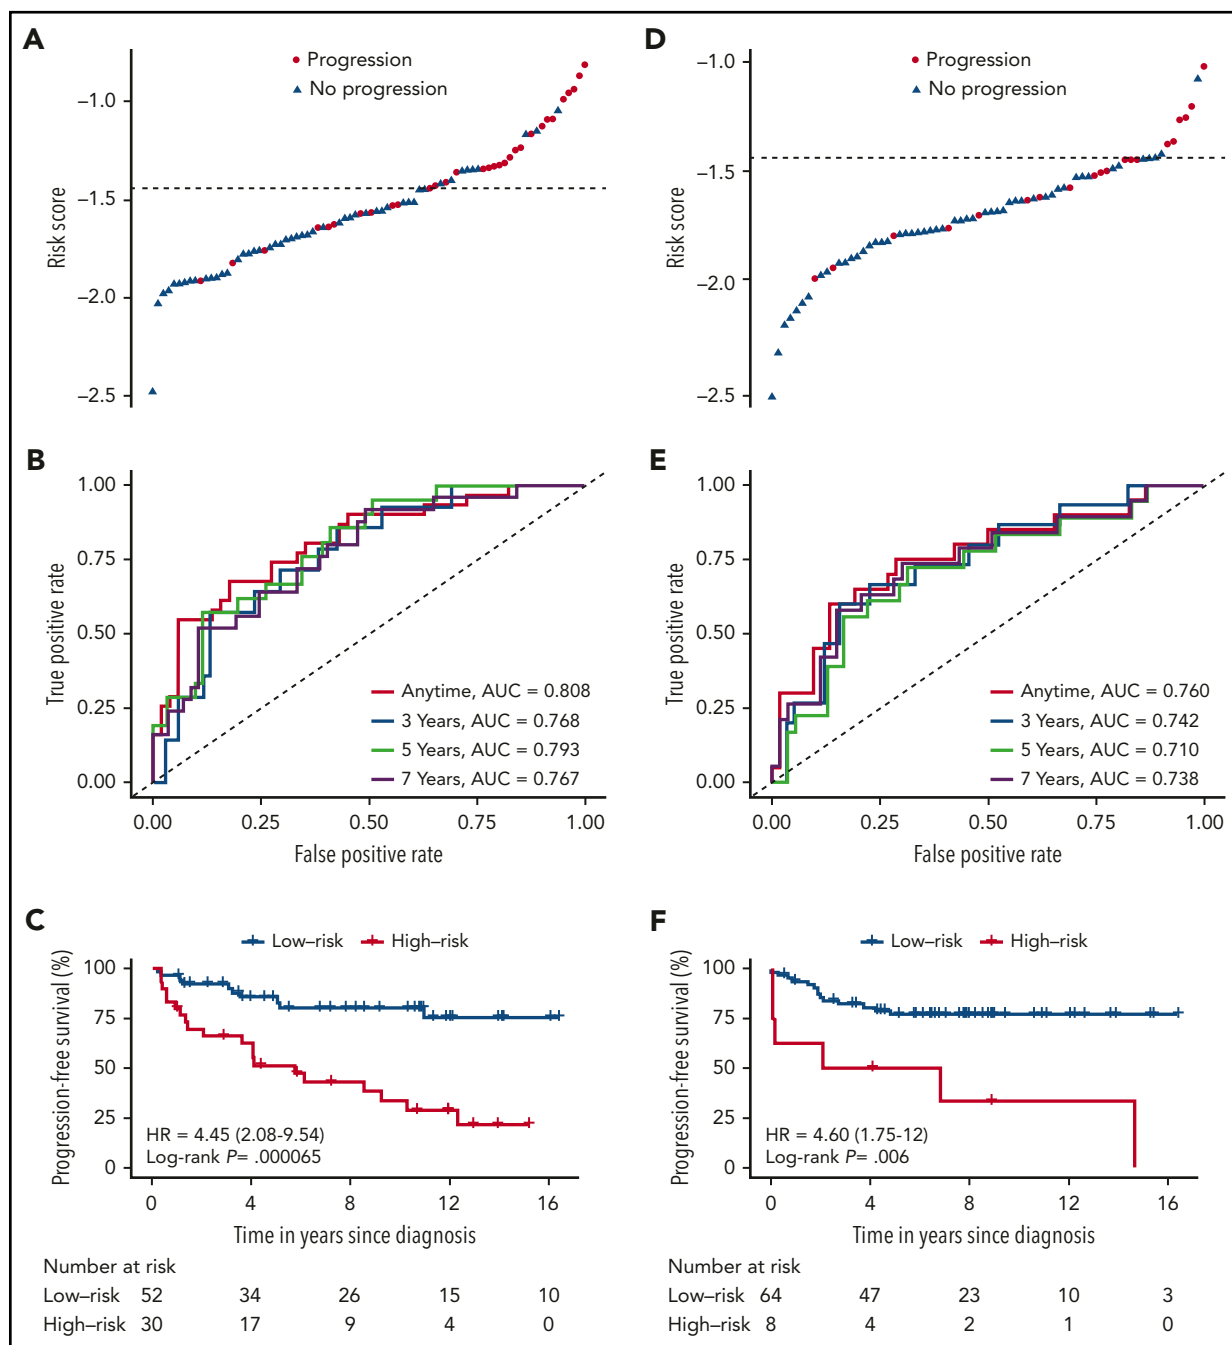 A
Progression
No progression
Risk score
−1.0
−1.5
−2.0
−2.5
D
Progression
No progression
Risk score
−1.0
−1.5
−2.0
−2.5
B
True positive rate
1.00
0.75
0.50
0.25
0.00
Anytime, AUC = 0.808
3 Years, AUC = 0.768
5 Years, AUC = 0.793
7 Years, AUC = 0.767
0.00 0.25 0.50 0.75 1.00
False positive rate
E
True positive rate
1.00
0.75
0.50
0.25
0.00
Anytime, AUC = 0.760
3 Years, AUC = 0.742
5 Years, AUC = 0.710
7 Years, AUC = 0.738
0.00 0.25 0.50 0.75 1.00
False positive rate
C
Low–risk High–risk
Progression-free survival (%)
100
75
50
25
0
HR = 4.45 (2.08-9.54)
Log-rank P= .000065
0 4 8 12 16
Time in years since diagnosis
Number at risk
Low–risk 52 34 26 15 10
High–risk 30 17 9 4 0
F
Low–risk High–risk
Progression-free survival (%)
100
75
50
25
0
HR = 4.60 (1.75-12)
Log-rank P= .006
0 4 8 12 16
Time in years since diagnosis
Number at risk
Low–risk 64 47 23 10 3
High–risk 8 4 2 1 0